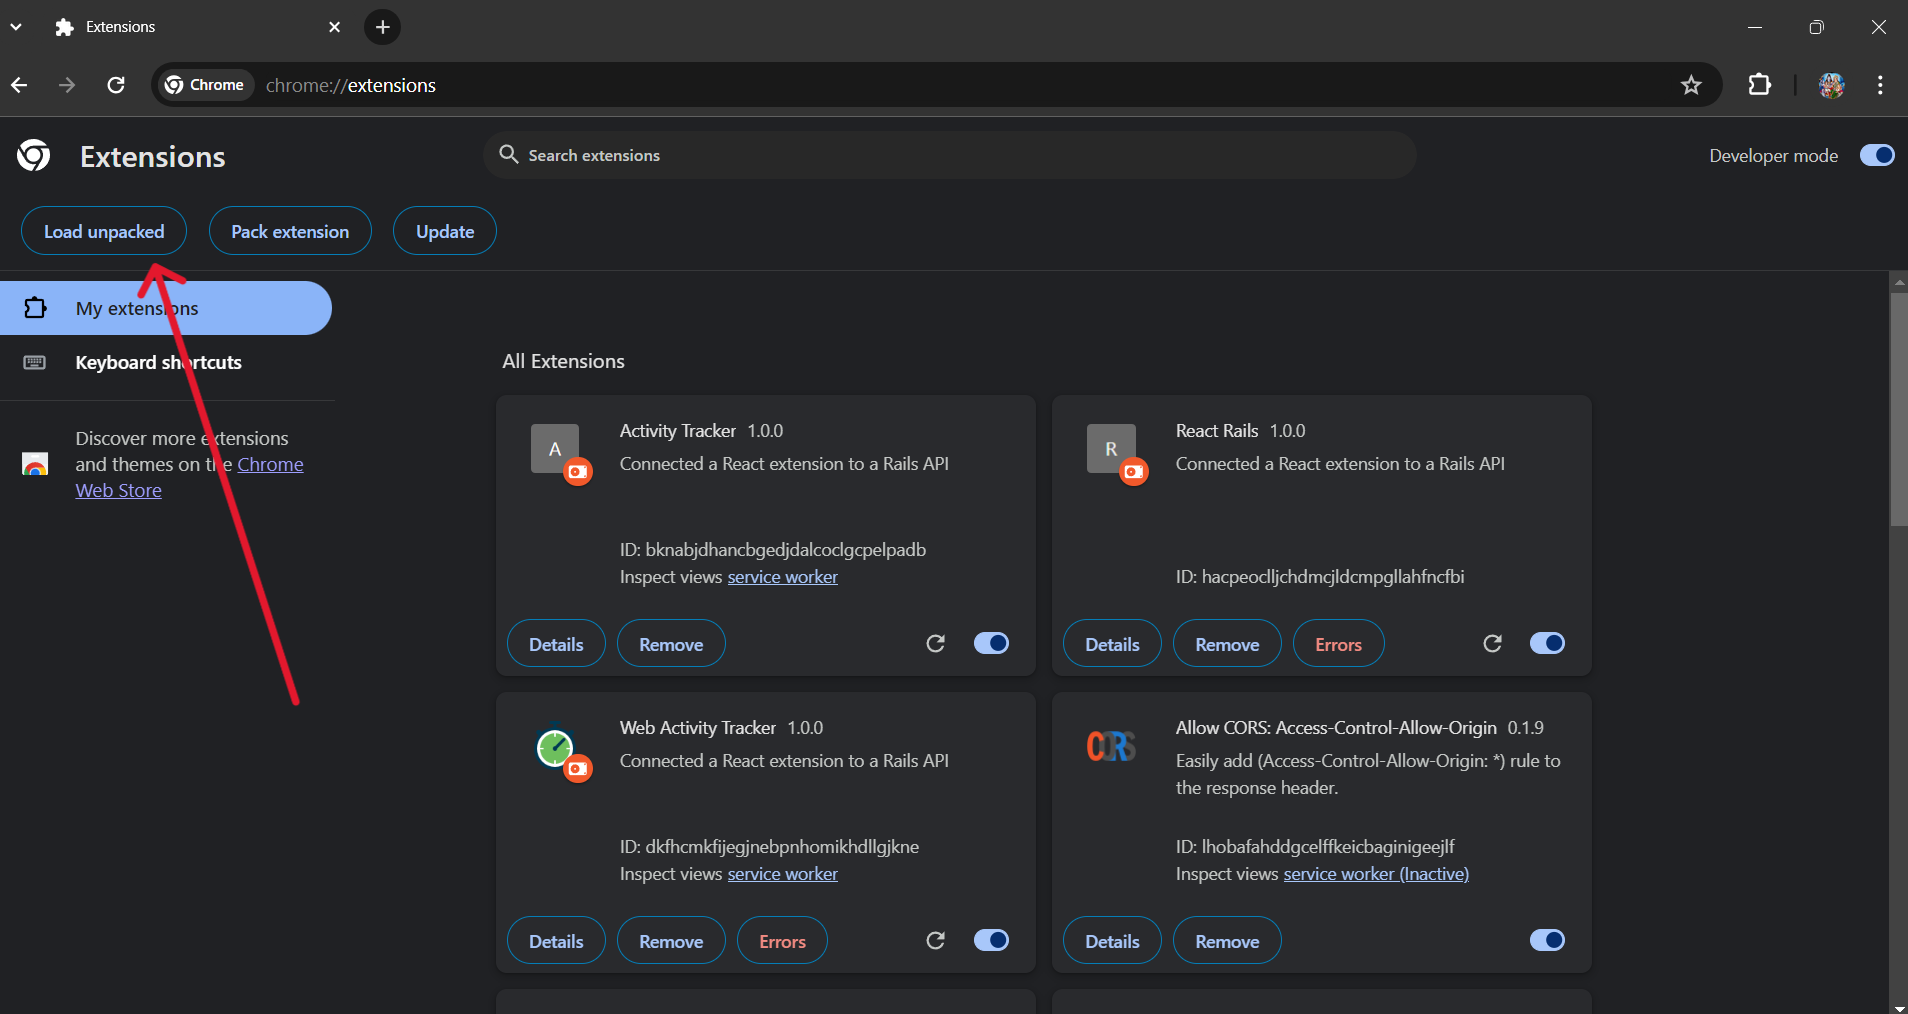 Extensions
Chrome
chrome://extensions
Extensions
Search extensions
Developer mode
Load unpacked
Pack extension
Update
My extensions
Keyboard shortcuts
Discover more extensions
and themes on the Chrome
Web Store
All Extensions
A
Activity Tracker 1.0.0
Connected a React extension to a Rails API
ID: bknabjdhancbgedjdalcoclgcpelpadb
Inspect views service worker
Details
Remove
R
React Rails 1.0.0
Connected a React extension to a Rails API
ID: hacpeoclljchdmcjldcmpgllahfncfbi
Details
Remove
Errors
Web Activity Tracker 1.0.0
Connected a React extension to a Rails API
ID: dkfhcmkfijegjnebpnhomikhdllgjkne
Inspect views service worker
Details
Remove
Errors
CORS
Allow CORS: Access-Control-Allow-Origin 0.1.9
Easily add (Access-Control-Allow-Origin: *) rule to
the response header.
ID: lhobafahddgcelffkeicbaginigeejlf
Inspect views service worker (Inactive)
Details
Remove